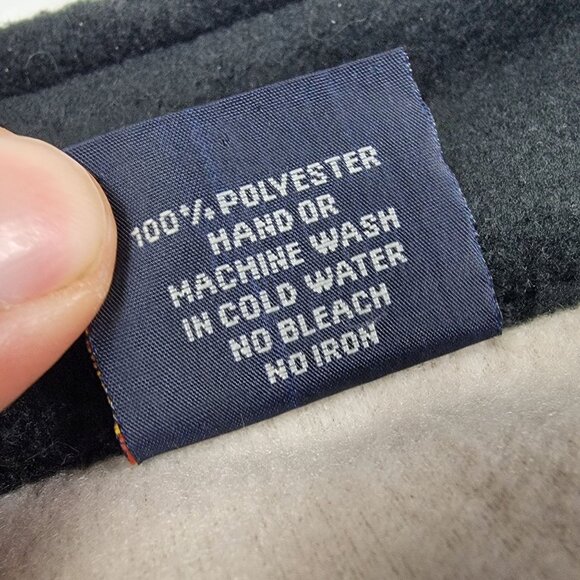 100% POLYESTER
HAND OR
MACHINE WASH
IN COLD WATER
NO BLEACH
NO IRON